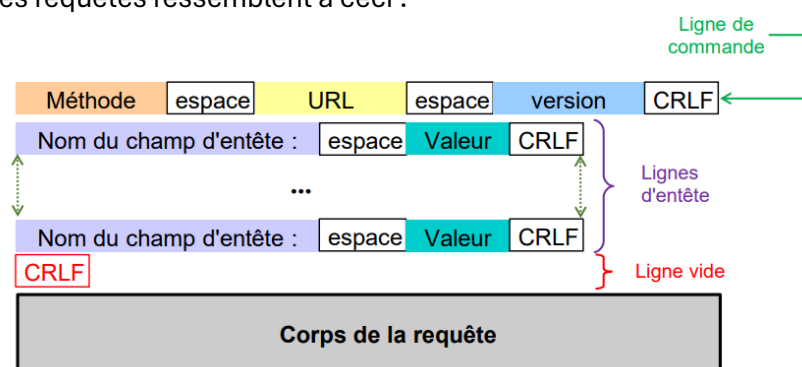 es requêtes ressemblent à ceci :
Ligne de
commande
Méthode espace URL espace version CRLF
Nom du champ d'entête : espace Valeur CRLF
...
Lignes
d'entête
Nom du champ d'entête : espace Valeur CRLF
CRLF
Ligne vide
Corps de la requête